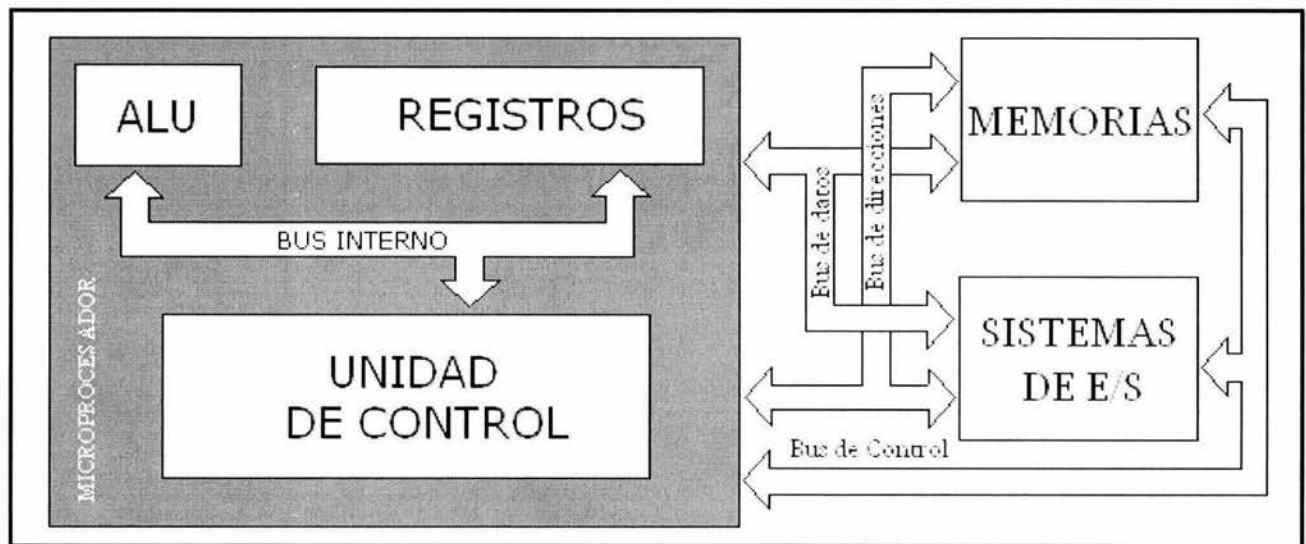 ALU
REGISTROS
BUS INTERNO
UNIDAD
DE CONTROL
MICROPROCESADOR
Bus de datos
Bus de direcciones
MEMORIAS
SISTEMAS
DE E/S
Bus de Control